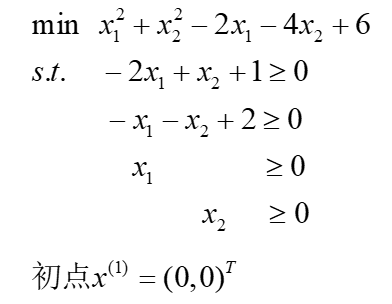 min x₁² + x₂² − 2x₁ − 4x₂ + 6
s.t. − 2x₁ + x₂ + 1 ≥ 0
− x₁ − x₂ + 2 ≥ 0
x₁ ≥ 0
x₂ ≥ 0
初点x⁽¹⁾ = (0,0)ᵀ